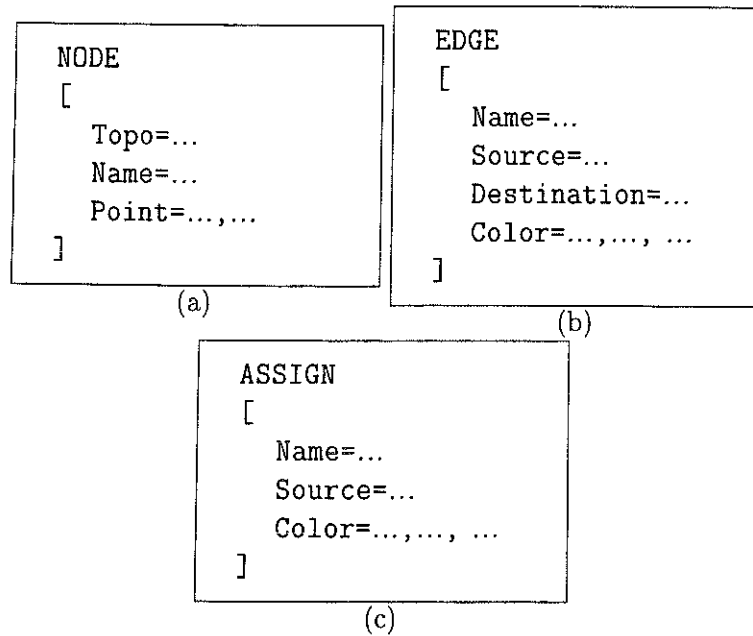 NODE
[
Topo=...
Name=...
Point=...,...
]
(a)
EDGE
[
Name=...
Source=...
Destination=...
Color=...,..., ...
]
(b)
ASSIGN
[
Name=...
Source=...
Color=...,..., ...
]
(c)